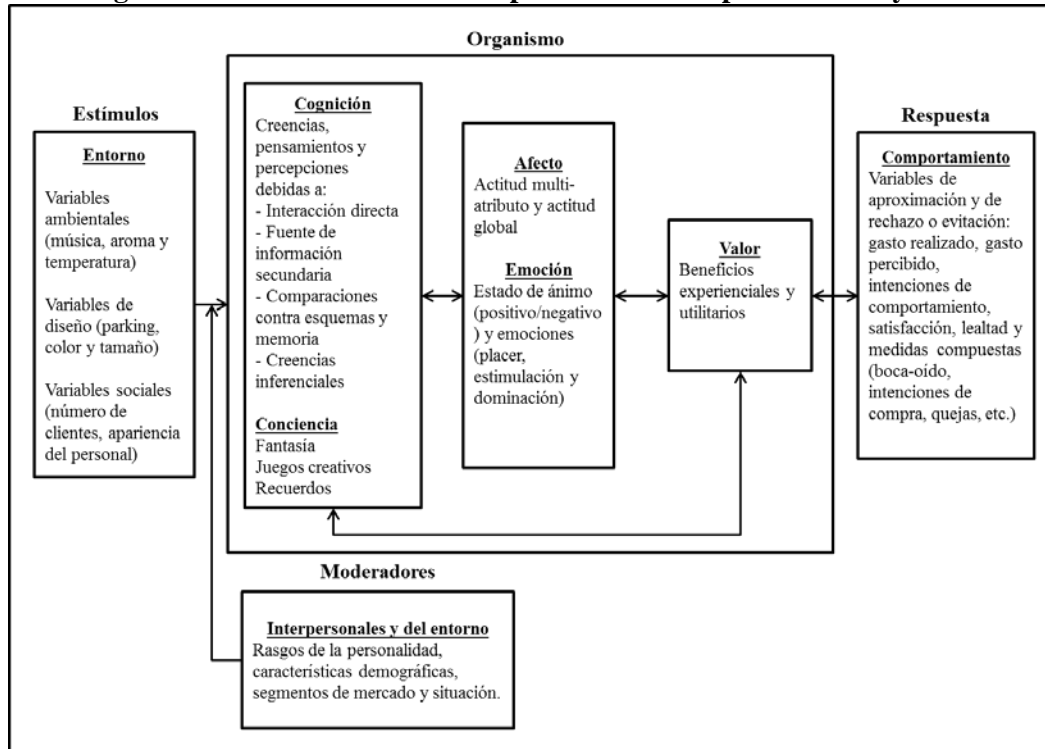 Organismo
Estímulos
Entorno
Variables
ambientales
(música, aroma y
temperatura)
Variables de
diseño (parking,
color y tamaño)
Variables sociales
(número de
clientes, apariencia
del personal)
Cognición
Creencias,
pensamientos y
percepciones
debidas a:
- Interacción directa
- Fuente de
información
secundaria
- Comparaciones
contra esquemas y
memoria
- Creencias
inferenciales
Conciencia
Fantasía
Juegos creativos
Recuerdos
Afecto
Actitud multi-
atributo y actitud
global
Emoción
Estado de ánimo
(positivo/negativo
) y emociones
(placer,
estimulación y
dominación)
Valor
Beneficios
experienciales y
utilitarios
Respuesta
Comportamiento
Variables de
aproximación y de
rechazo o evitación:
gasto realizado, gasto
percibido,
intenciones de
comportamiento,
satisfacción, lealtad y
medidas compuestas
(boca-oído,
intenciones de
compra, quejas, etc.)
Moderadores
Interpersonales y del entorno
Rasgos de la personalidad,
características demográficas,
segmentos de mercado y situación.